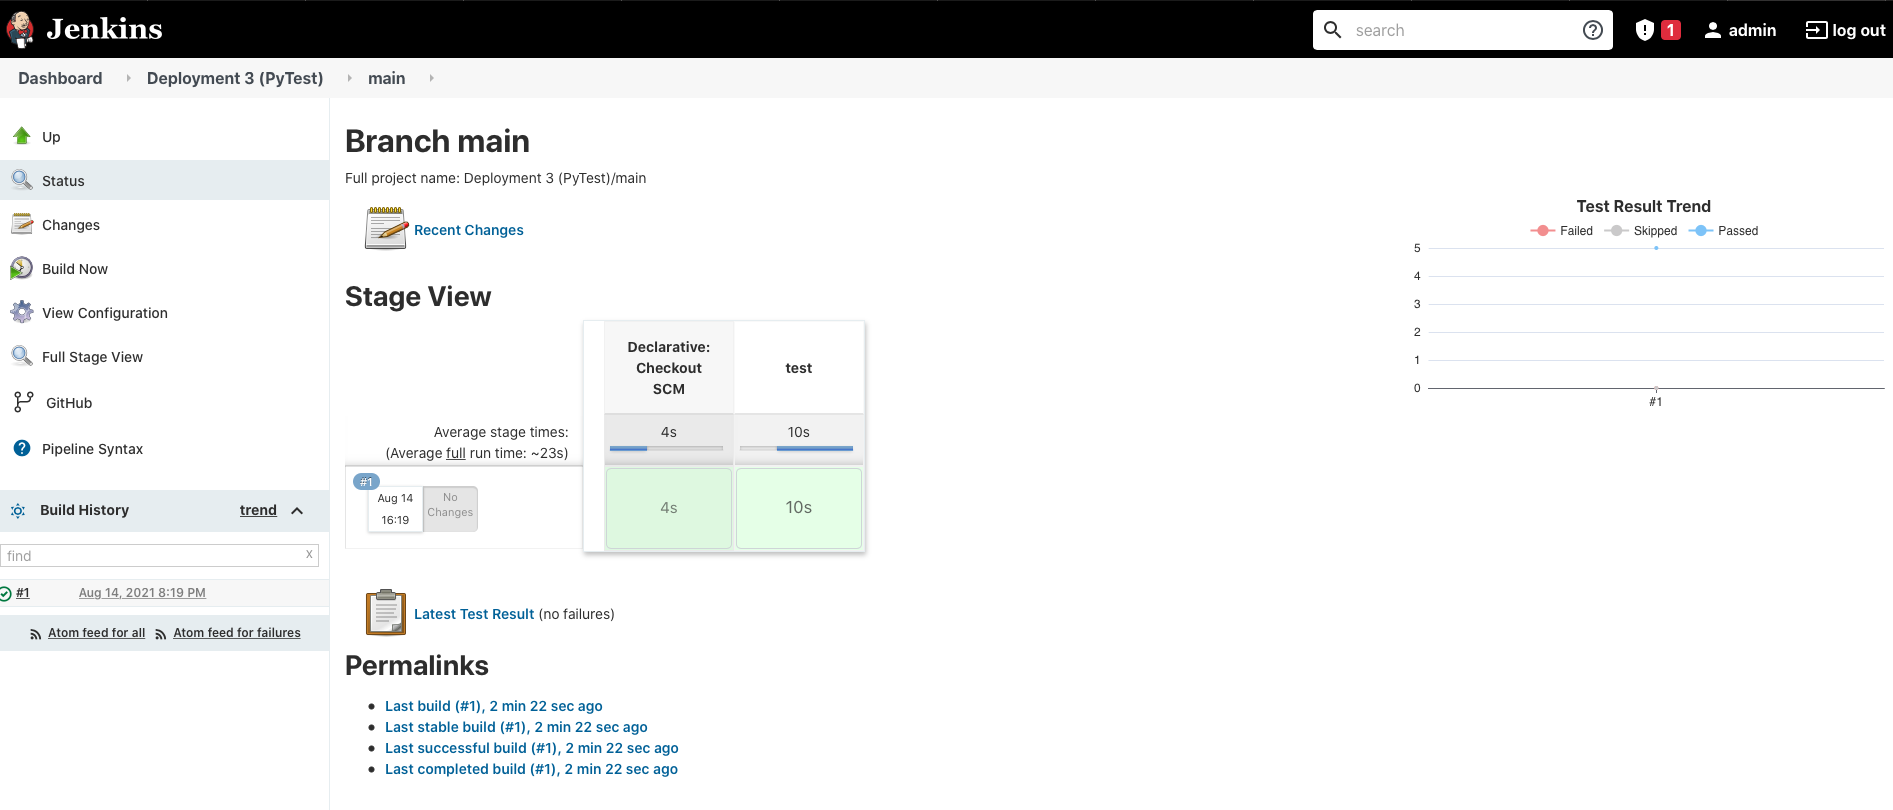 Jenkins
search
1
admin
log out
Dashboard
Deployment 3 (PyTest)
main
Up
Status
Changes
Build Now
View Configuration
Full Stage View
GitHub
Pipeline Syntax
Build History
trend
find
x
#1
Aug 14, 2021 8:19 PM
Atom feed for all
Atom feed for failures
Branch main
Full project name: Deployment 3 (PyTest)/main
Recent Changes
Stage View
Declarative:
Checkout
SCM
test
Average stage times:
(Average full run time: ~23s)
4s
10s
#1
Aug 14
16:19
No
Changes
4s
10s
Latest Test Result (no failures)
Permalinks
Last build (#1), 2 min 22 sec ago
Last stable build (#1), 2 min 22 sec ago
Last successful build (#1), 2 min 22 sec ago
Last completed build (#1), 2 min 22 sec ago
Test Result Trend
Failed
Skipped
Passed
5
4
3
2
1
0
#1